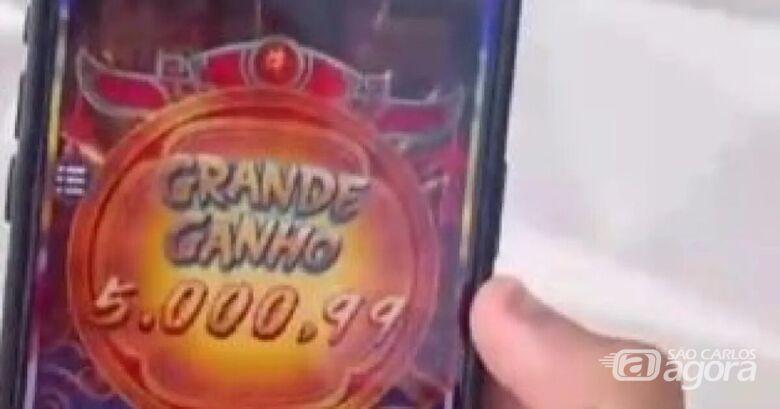 GRANDE
GANHO
5.000,99
SÃO CARLOS
agora